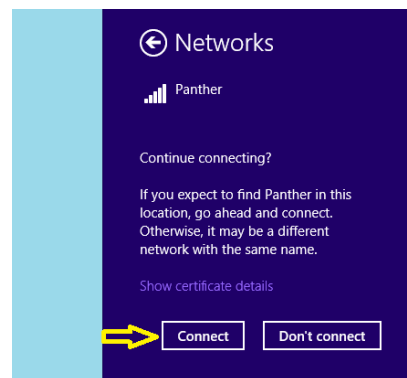 Networks
Panther
Continue connecting?
If you expect to find Panther in this
location, go ahead and connect.
Otherwise, it may be a different
network with the same name.
Show certificate details
Connect Don't connect